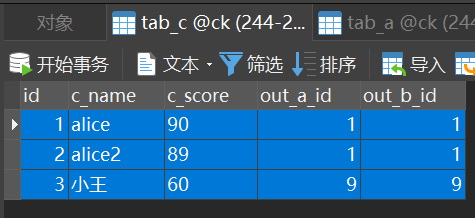 对象 tab_c @ck (244-2... tab_a @ck (244
开始事务 文本 筛选 排序 导入
id c_name c_score out_a_id out_b_id
1 alice 90 1 1
2 alice2 89 1 1
3 小王 60 9 9